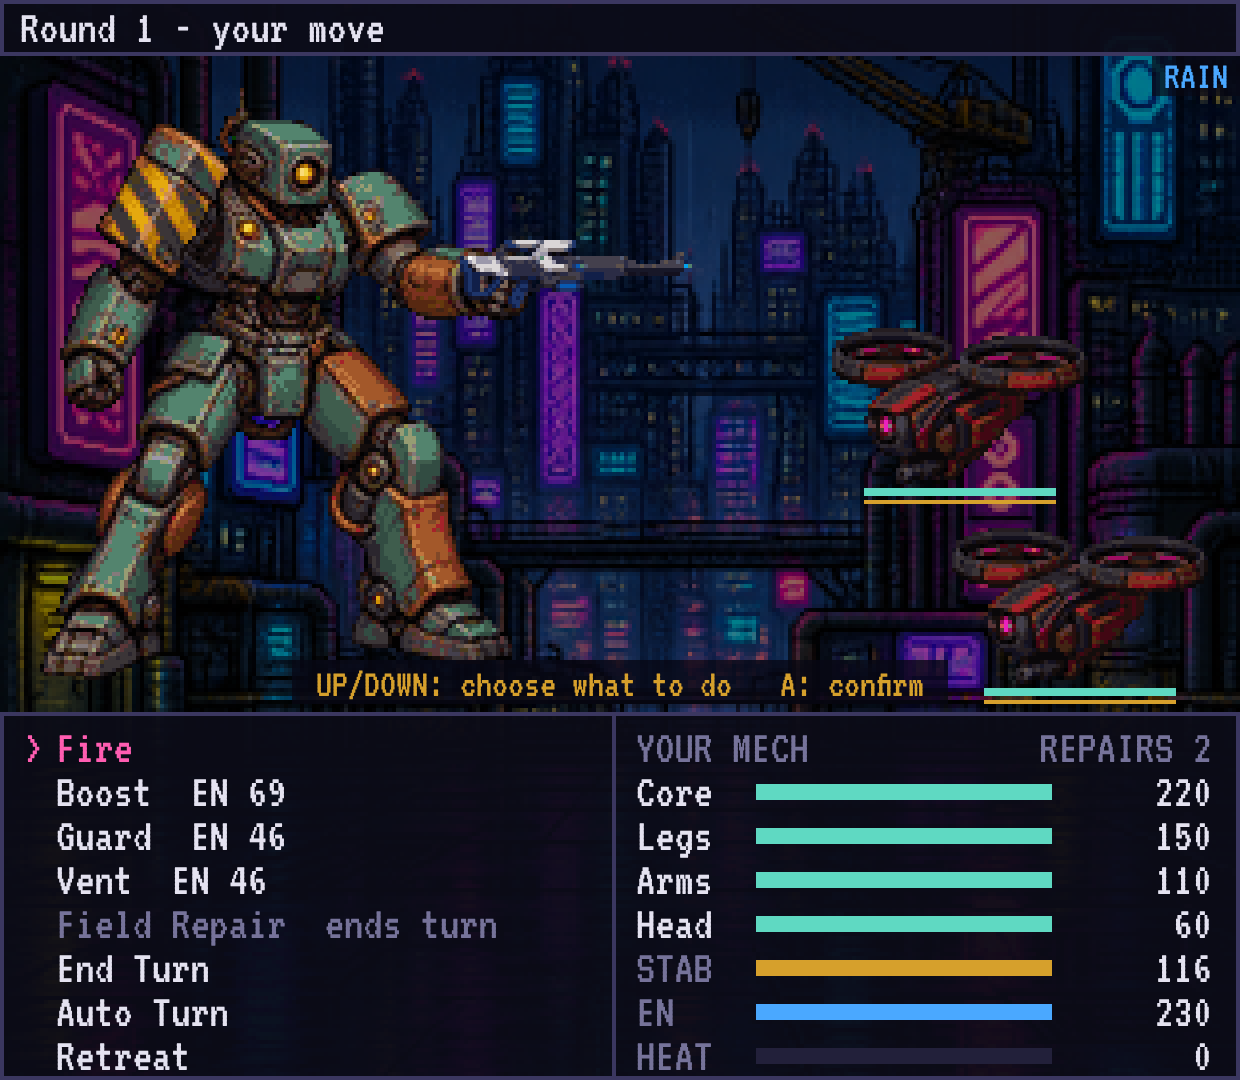 Round 1 - your move
RAIN
UP/DOWN: choose what to do A: confirm
> Fire
Boost EN 69
Guard EN 46
Vent EN 46
Field Repair ends turn
End Turn
Auto Turn
Retreat
YOUR MECH REPAIRS 2
Core 220
Legs 150
Arms 110
Head 60
STAB 116
EN 230
HEAT 0